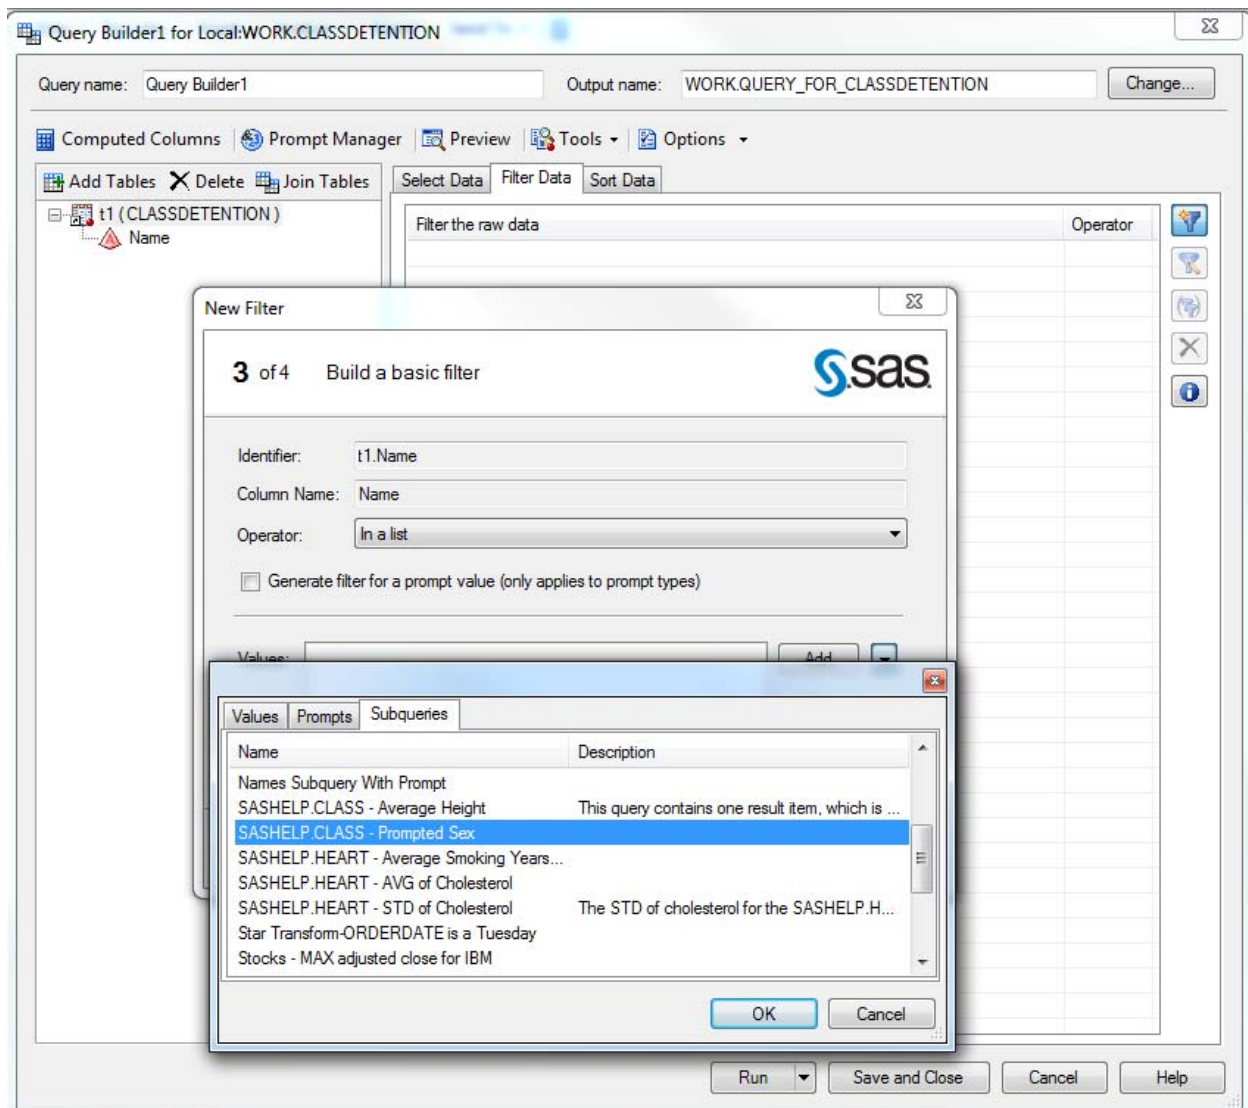 Query Builder1 for Local:WORK.CLASSDETENTION
Query name: Query Builder1 Output name: WORK.QUERY_FOR_CLASSDETENTION Change...
Computed Columns Prompt Manager Preview Tools Options
Add Tables Delete Join Tables Select Data Filter Data Sort Data
t1 (CLASSDETENTION)
Name
Filter the raw data Operator
New Filter
3 of 4 Build a basic filter sas
Identifier: t1.Name
Column Name: Name
Operator: In a list
Generate filter for a prompt value (only applies to prompt types)
Values: Add
Values Prompts Subqueries
Name Description
Names Subquery With Prompt
SASHELP.CLASS - Average Height This query contains one result item, which is ...
SASHELP.CLASS - Prompted Sex
SASHELP.HEART - Average Smoking Years...
SASHELP.HEART - AVG of Cholesterol
SASHELP.HEART - STD of Cholesterol The STD of cholesterol for the SASHELP.H...
Star Transform-ORDERDATE is a Tuesday
Stocks - MAX adjusted close for IBM
OK Cancel
Run Save and Close Cancel Help